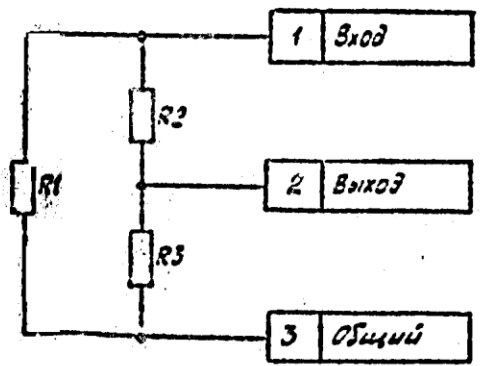 1 Вход
R2
R1
2 Выход
R3
3 Общий